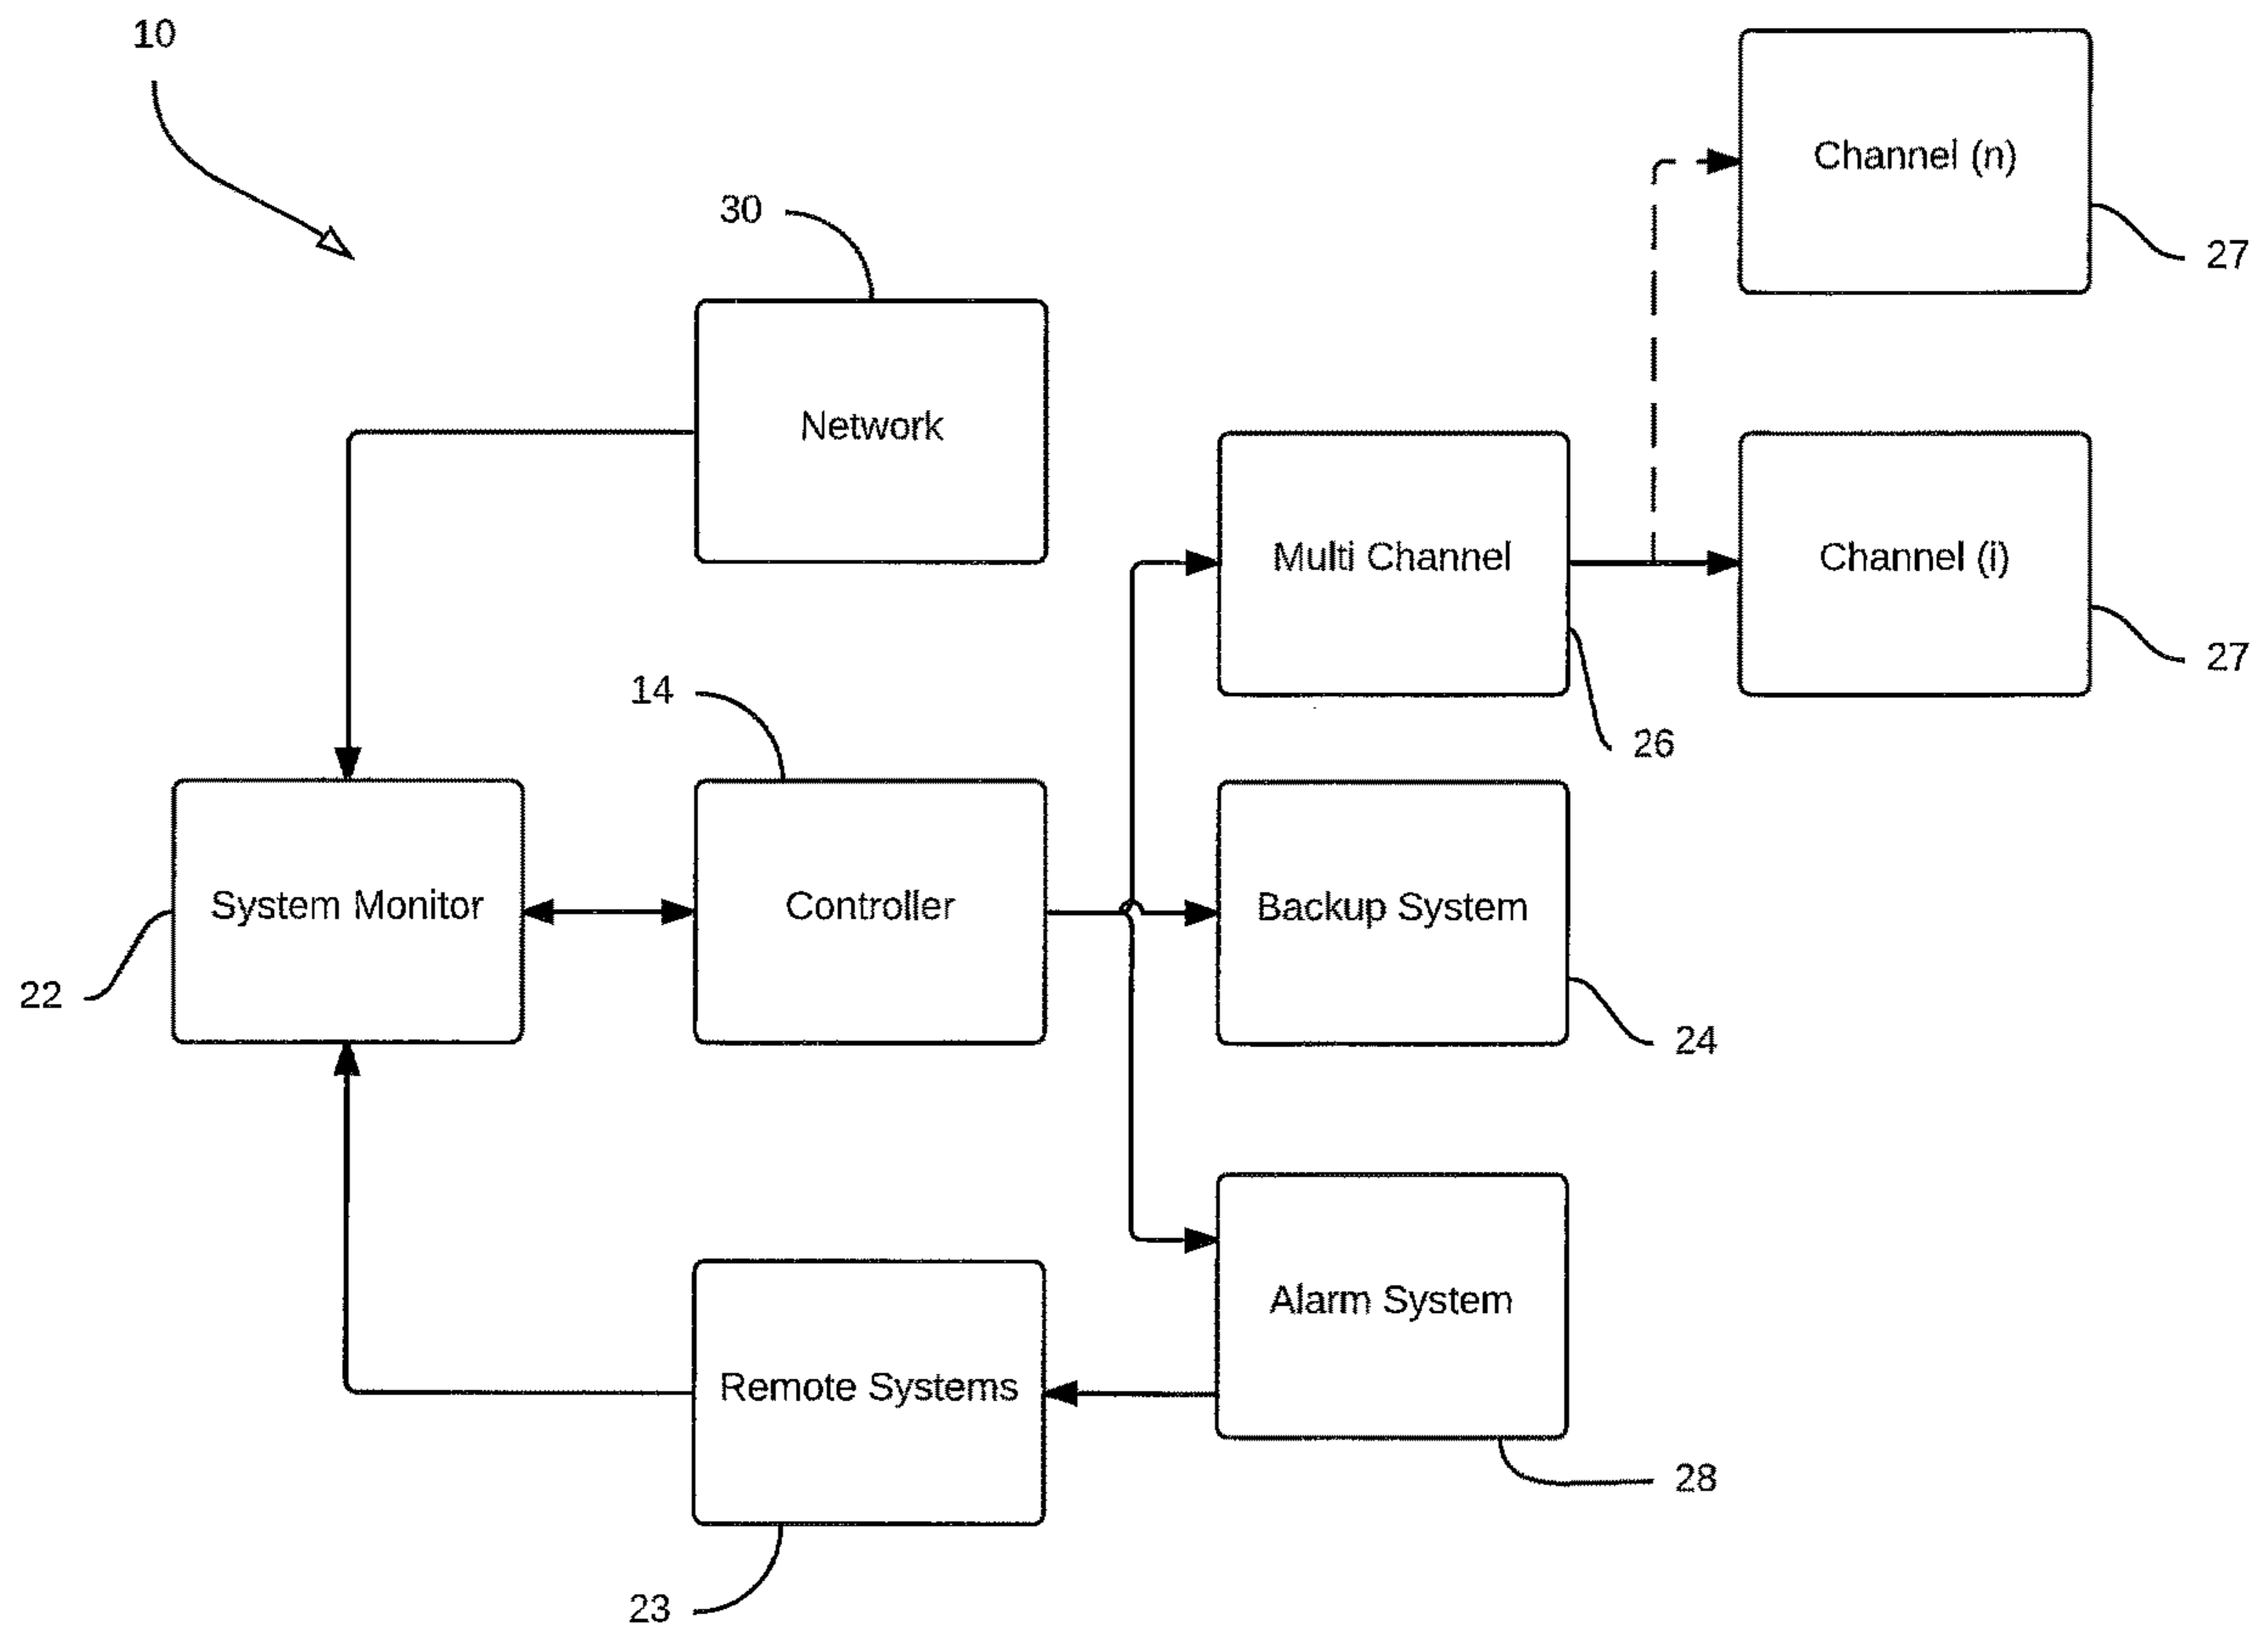 10
Channel (n)
27
30
Network
Multi Channel
Channel (i)
27
14
26
System Monitor
Controller
Backup System
22
24
Alarm System
Remote Systems
28
23